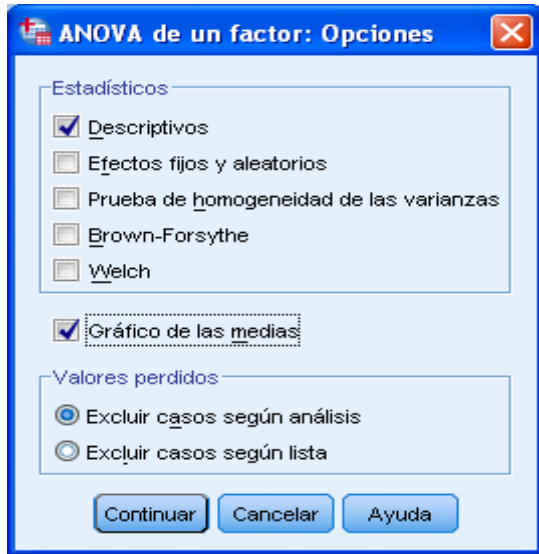 ANOVA de un factor: Opciones
Estadísticos
Descriptivos
Efectos fijos y aleatorios
Prueba de homogeneidad de las varianzas
Brown-Forsythe
Welch
Gráfico de las medias
Valores perdidos
Excluir casos según análisis
Excluir casos según lista
Continuar Cancelar Ayuda